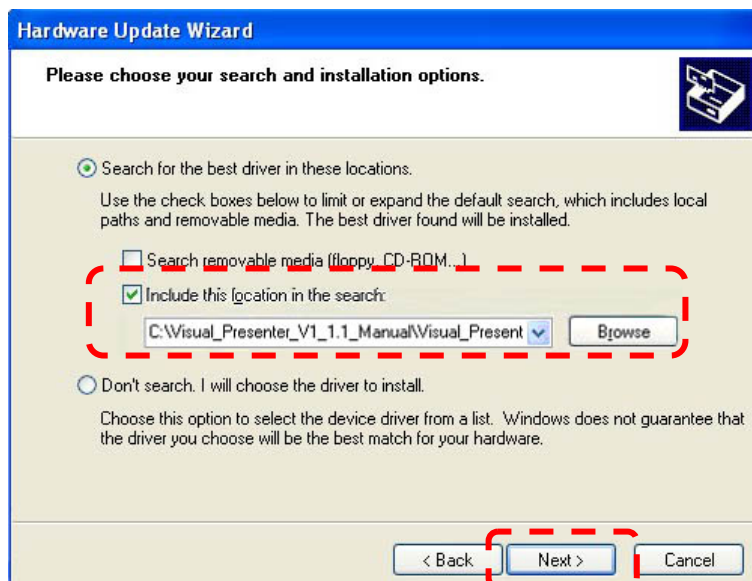 Hardware Update Wizard
Please choose your search and installation options.
Search for the best driver in these locations.
Use the check boxes below to limit or expand the default search, which includes local
paths and removable media. The best driver found will be installed.
Search removable media (floppy, CD-ROM...)
Include this location in the search:
C:\Visual_Presenter_V1_1.1_Manual\Visual_Present
Browse
Don't search. I will choose the driver to install.
Choose this option to select the device driver from a list. Windows does not guarantee that
the driver you choose will be the best match for your hardware.
< Back Next > Cancel